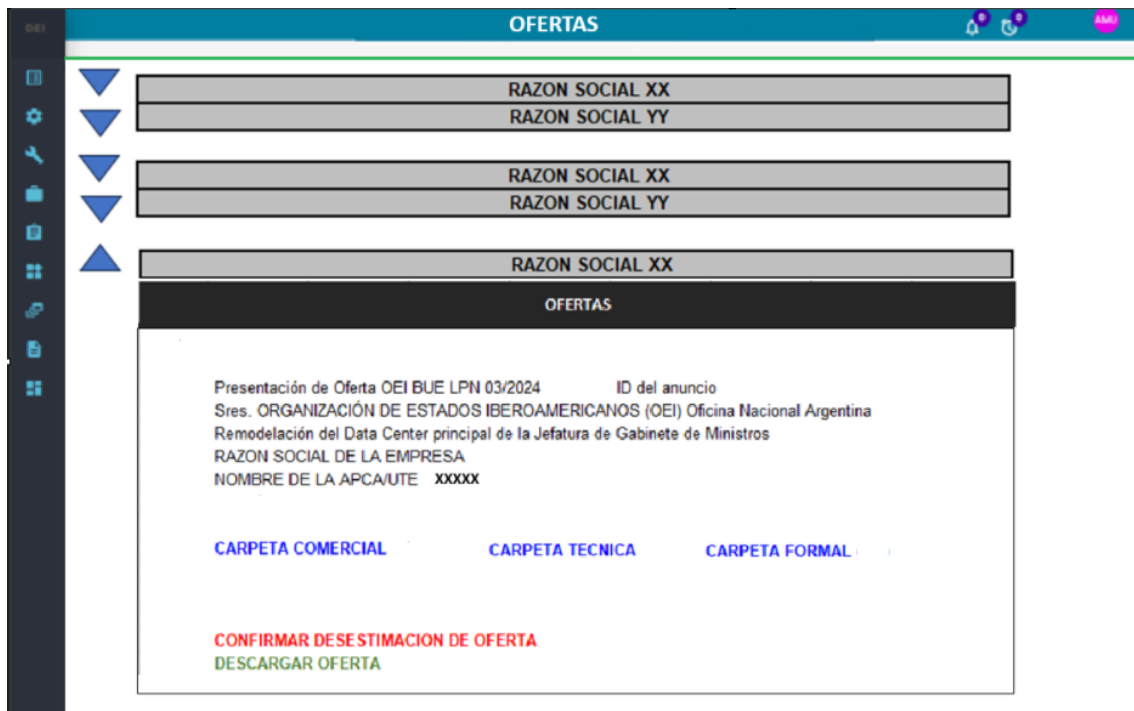 OEI
OFERTAS
0 0
AMU
RAZON SOCIAL XX
RAZON SOCIAL YY
RAZON SOCIAL XX
RAZON SOCIAL YY
RAZON SOCIAL XX
OFERTAS
Presentación de Oferta OEI BUE LPN 03/2024 ID del anuncio
Sres. ORGANIZACIÓN DE ESTADOS IBEROAMERICANOS (OEI) Oficina Nacional Argentina
Remodelación del Data Center principal de la Jefatura de Gabinete de Ministros
RAZON SOCIAL DE LA EMPRESA
NOMBRE DE LA APCA/UTE XXXXX
CARPETA COMERCIAL CARPETA TECNICA CARPETA FORMAL
CONFIRMAR DESESTIMACION DE OFERTA
DESCARGAR OFERTA